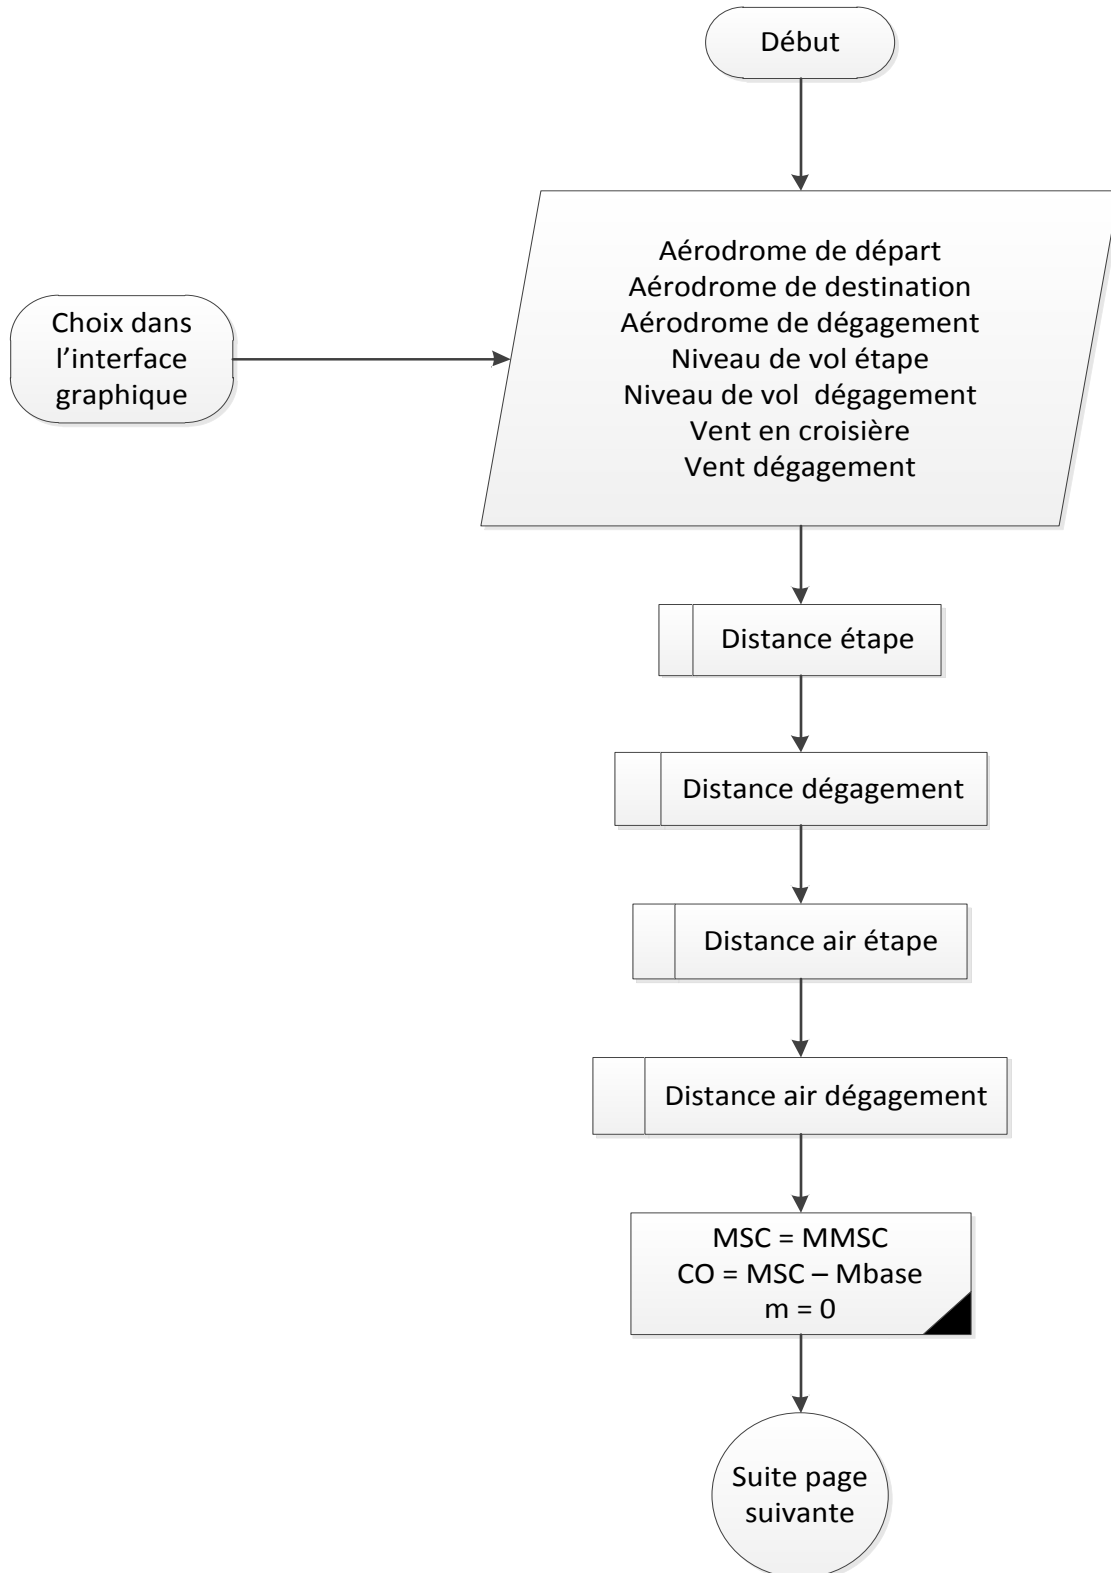 Début
Aérodrome de départ
Aérodrome de destination
Aérodrome de dégagement
Niveau de vol étape
Niveau de vol  dégagement
Vent en croisière
Vent dégagement
Choix dans
l’interface
graphique
Distance étape
Distance dégagement
Distance air étape
Distance air dégagement
MSC = MMSC
CO = MSC – Mbase
m = 0
Suite page
suivante